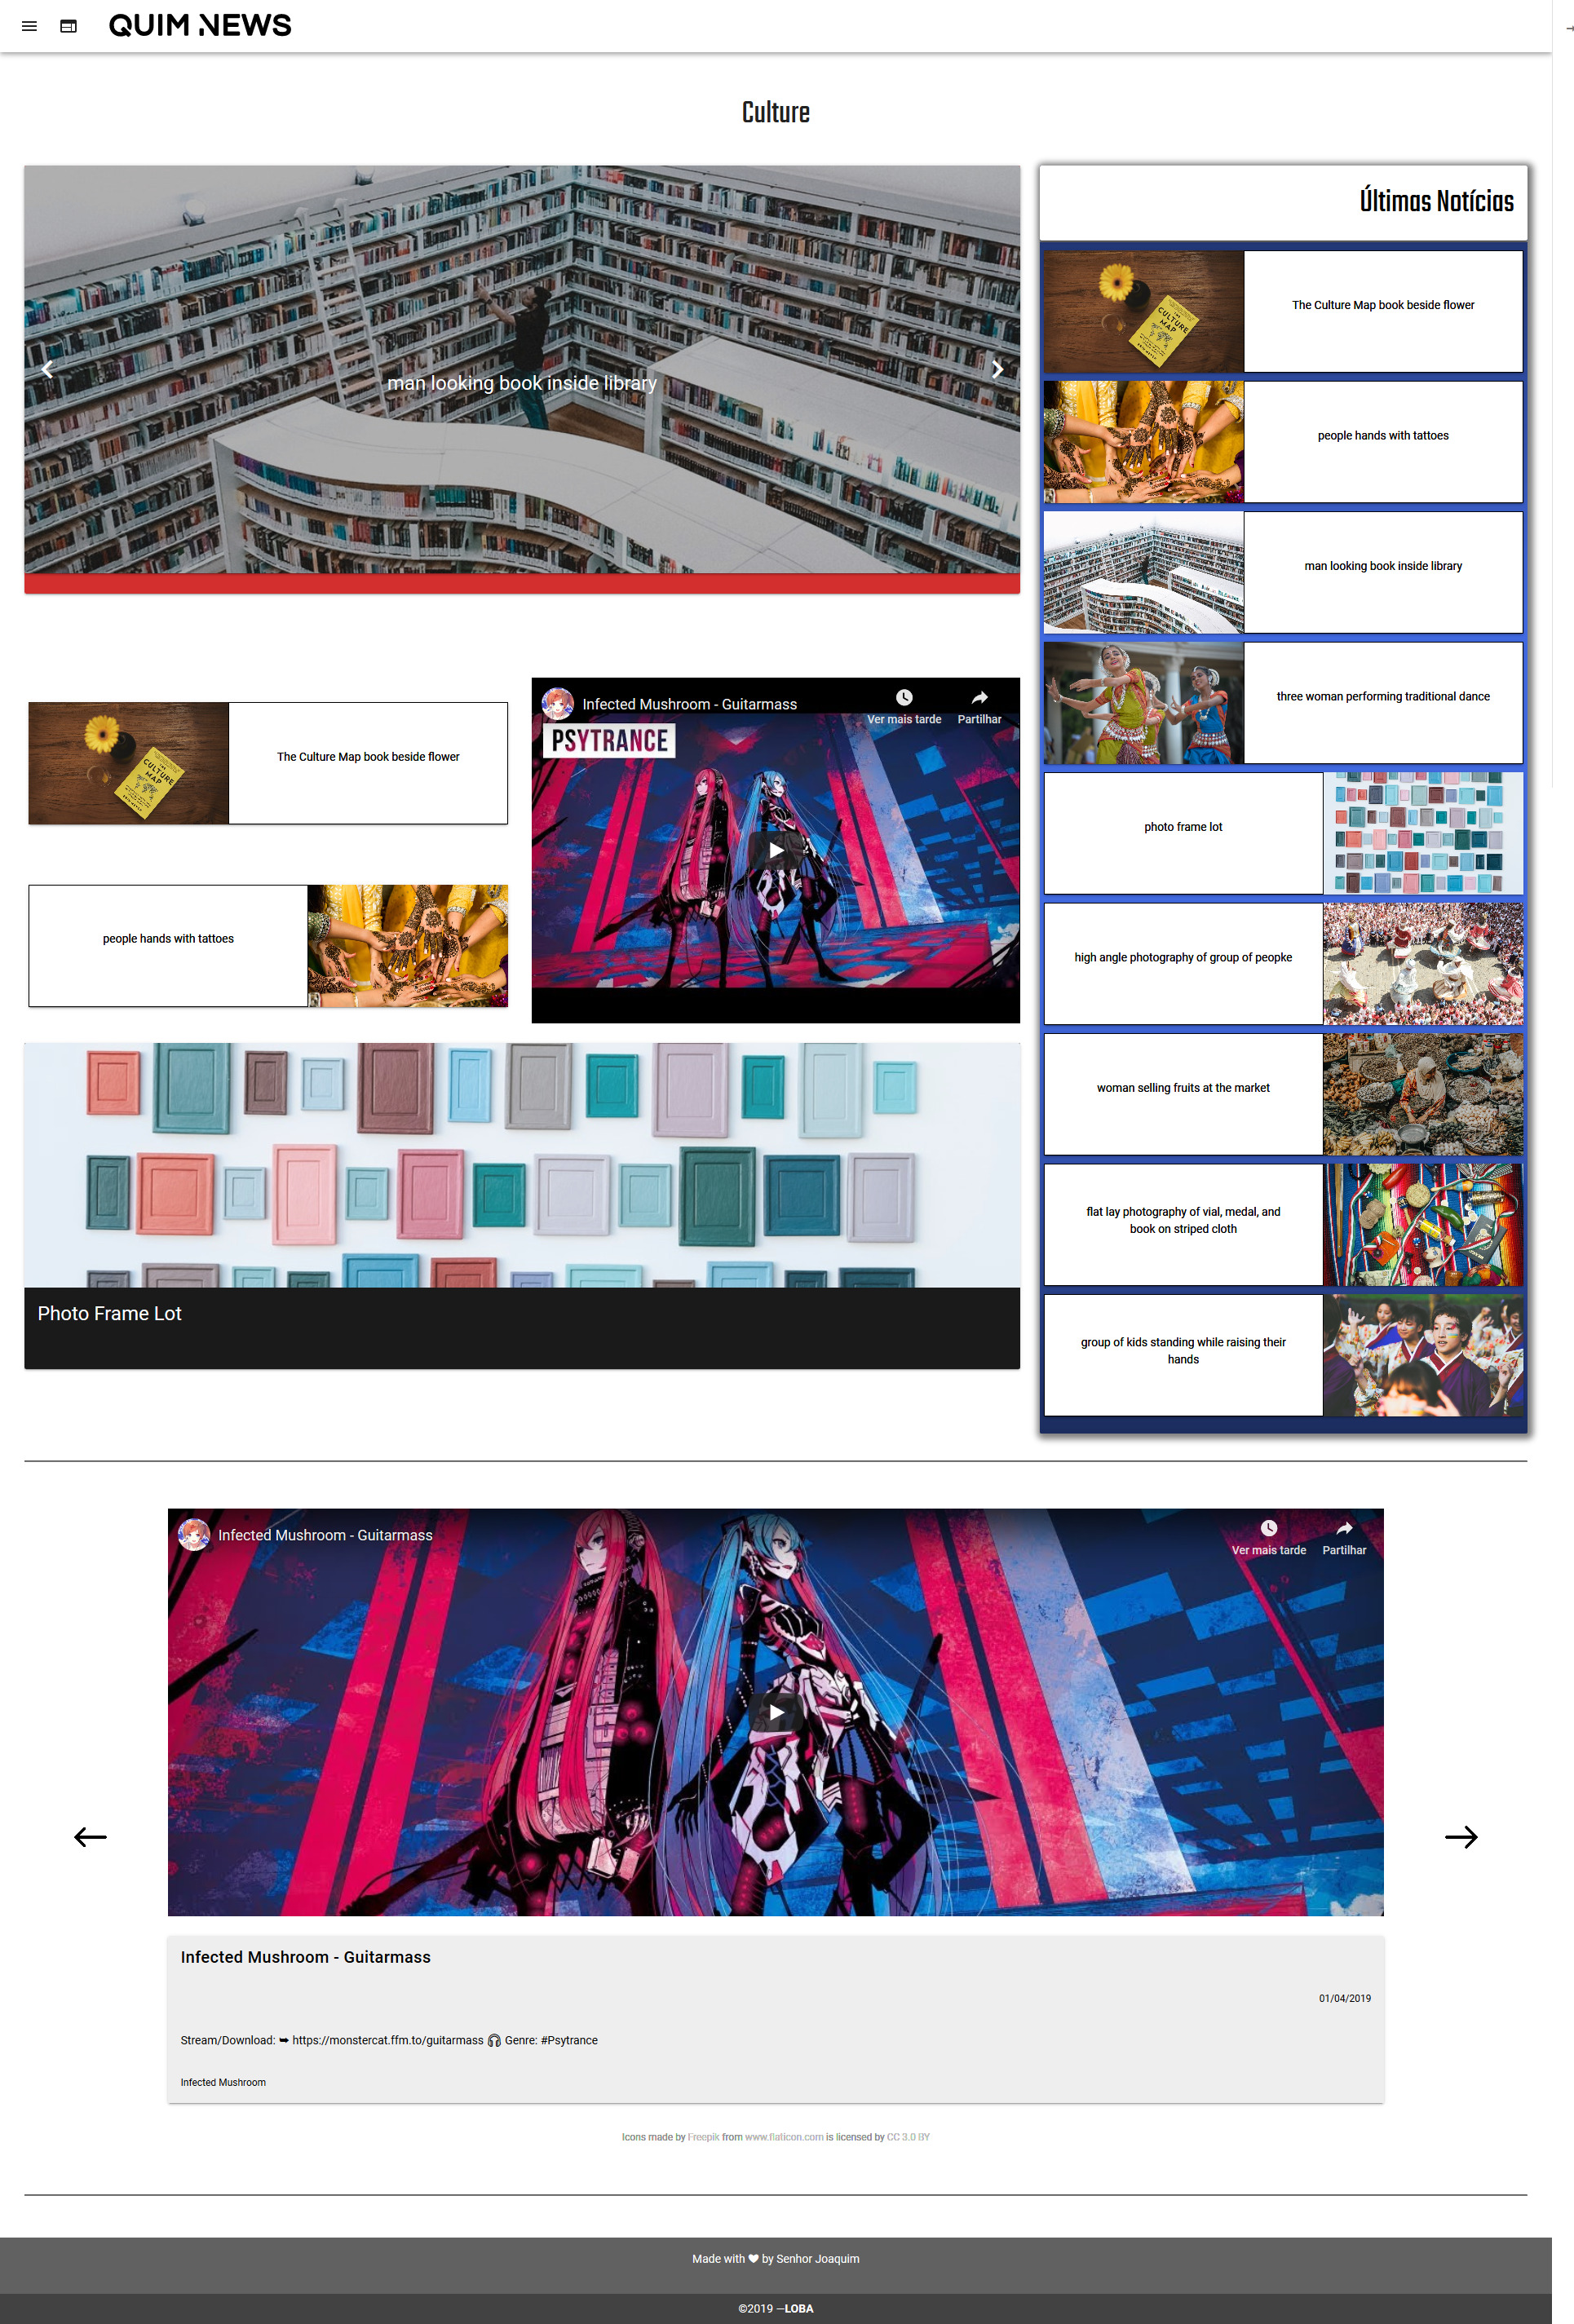 QUIM NEWS
Culture
man looking book inside library
Últimas Notícias
The Culture Map book beside flower
people hands with tattoes
man looking book inside library
three woman performing traditional dance
photo frame lot
high angle photography of group of peopke
woman selling fruits at the market
flat lay photography of vial, medal, and
book on striped cloth
group of kids standing while raising their
hands
The Culture Map book beside flower
CULTURE
MAP
people hands with tattoes
Infected Mushroom - Guitarmass
Ver mais tarde
Partilhar
PSYTRANCE
Photo Frame Lot
Infected Mushroom - Guitarmass
Ver mais tarde
Partilhar
Infected Mushroom - Guitarmass
01/04/2019
Stream/Download: ➥ https://monstercat.ffm.to/guitarmass 🎧 Genre: #Psytrance
Infected Mushroom
Icons made by Freepik from www.flaticon.com is licensed by CC 3.0 BY
Made with ♥ by Senhor Joaquim
©2019 —LOBA